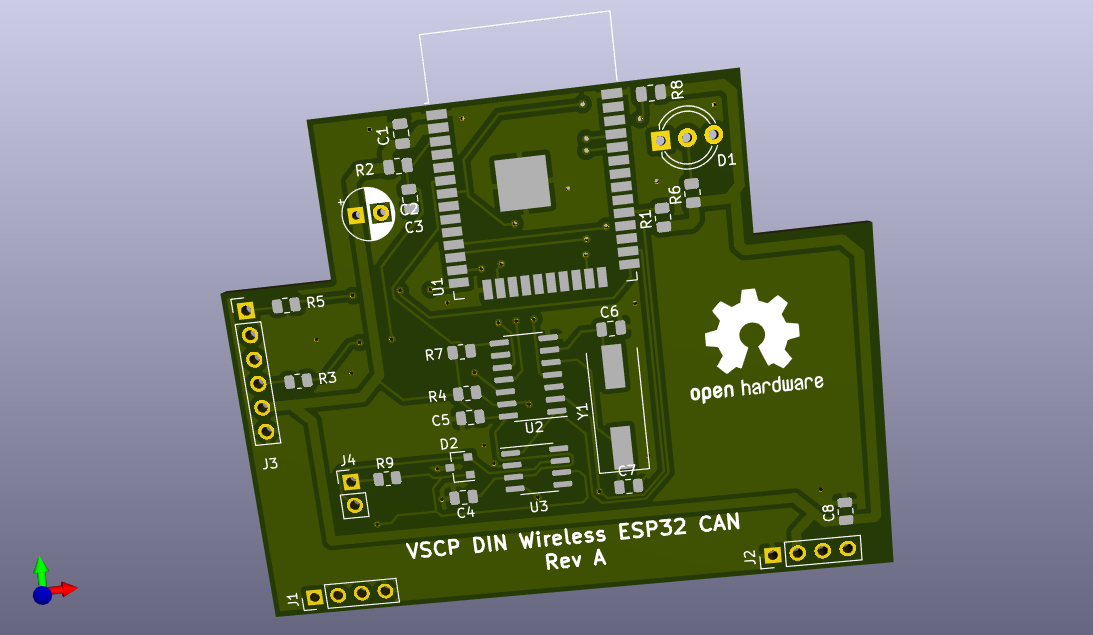 R8
C1
D1
R2
+
C2
C3
R6
R1
U1
R5
C6
R7
R3
R4
Y1
C5
U2
open hardware
D2
J4
R9
J3
C7
C4
U3
C8
VSCP DIN Wireless ESP32 CAN
Rev A
J2
J1